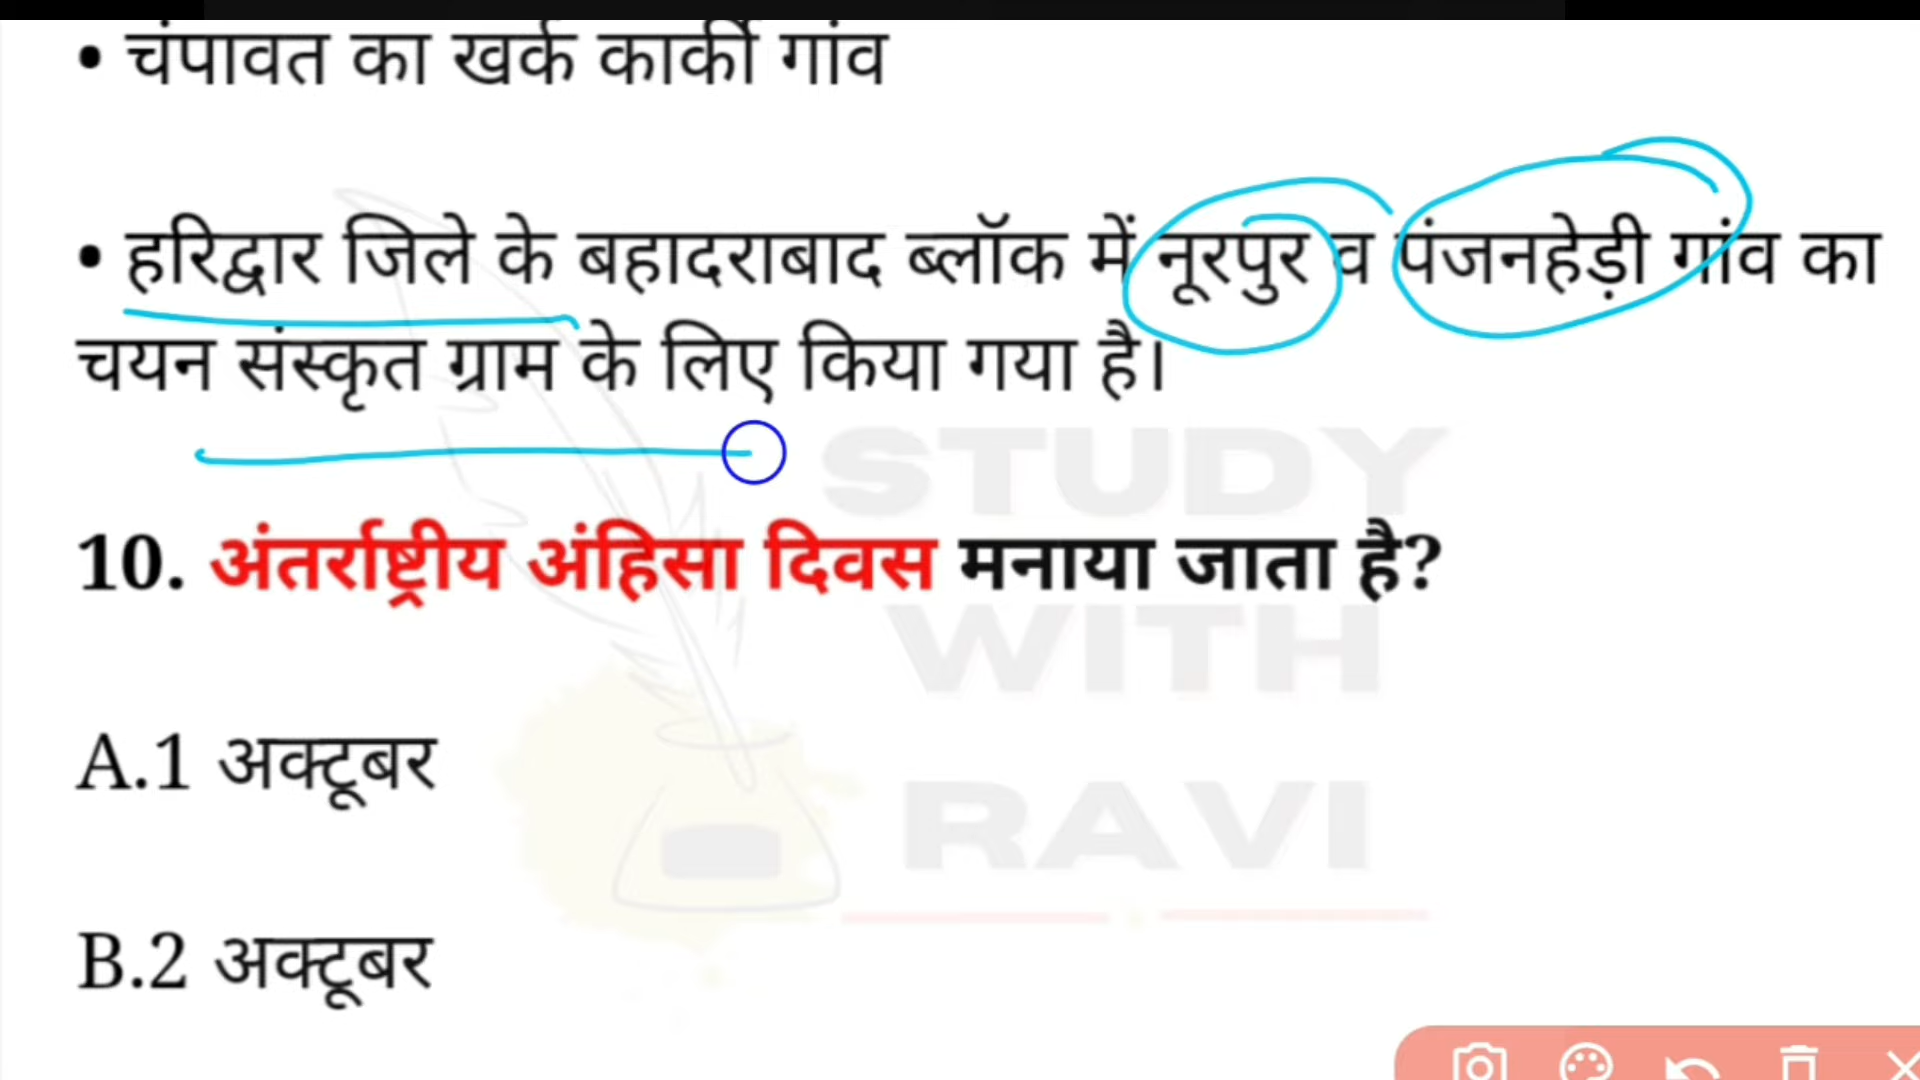 • चंपावत का खर्क कार्की गांव
• हरिद्वार जिले के बहादराबाद ब्लॉक में नूरपुर व पंजनहेड़ी गांव का
चयन संस्कृत ग्राम के लिए किया गया है।
STUDY
10. अंतर्राष्ट्रीय अंहिसा दिवस मनाया जाता है?
WITH
A.1 अक्टूबर
RAVI
B.2 अक्टूबर